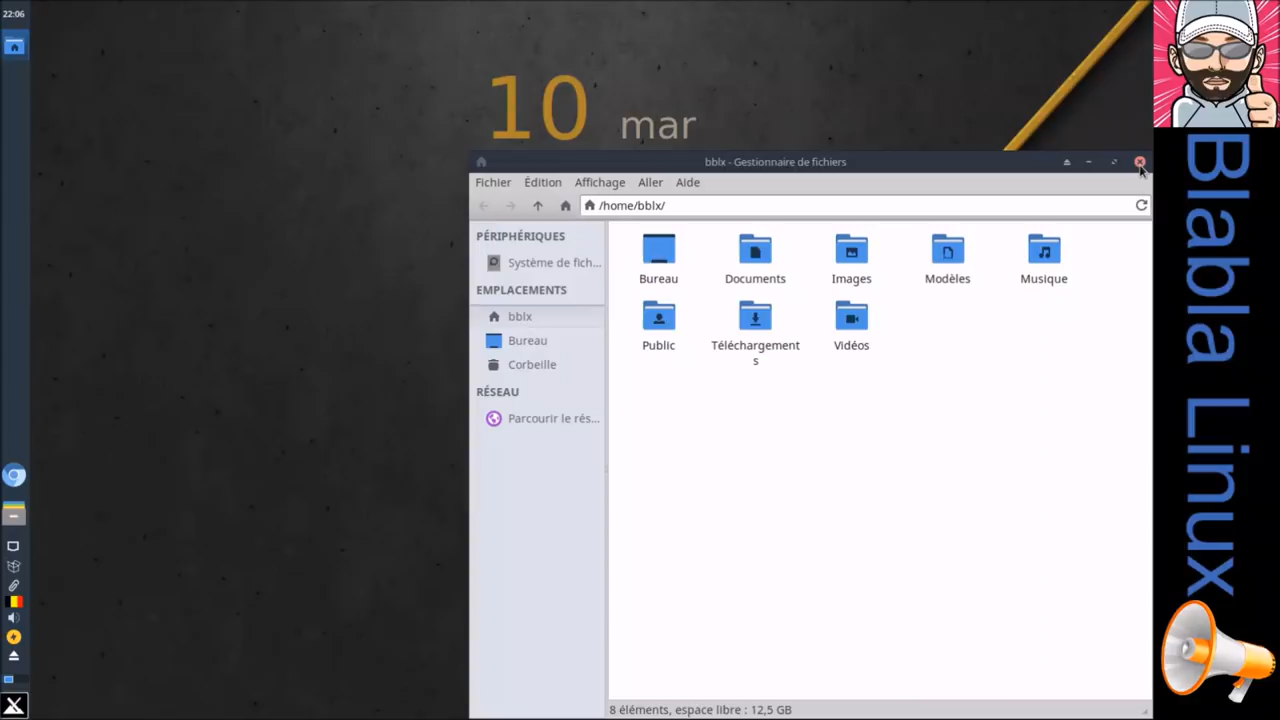 22:06
10 mar
bblx - Gestionnaire de fichiers
Fichier Édition Affichage Aller Aide
/home/bblx/
PÉRIPHÉRIQUES
Système de fich...
EMPLACEMENTS
bblx
Bureau
Corbeille
RÉSEAU
Parcourir le rés...
Bureau Documents Images Modèles Musique
Public Téléchargement Vidéos
s
8 éléments, espace libre : 12,5 GB
Blabla Linux